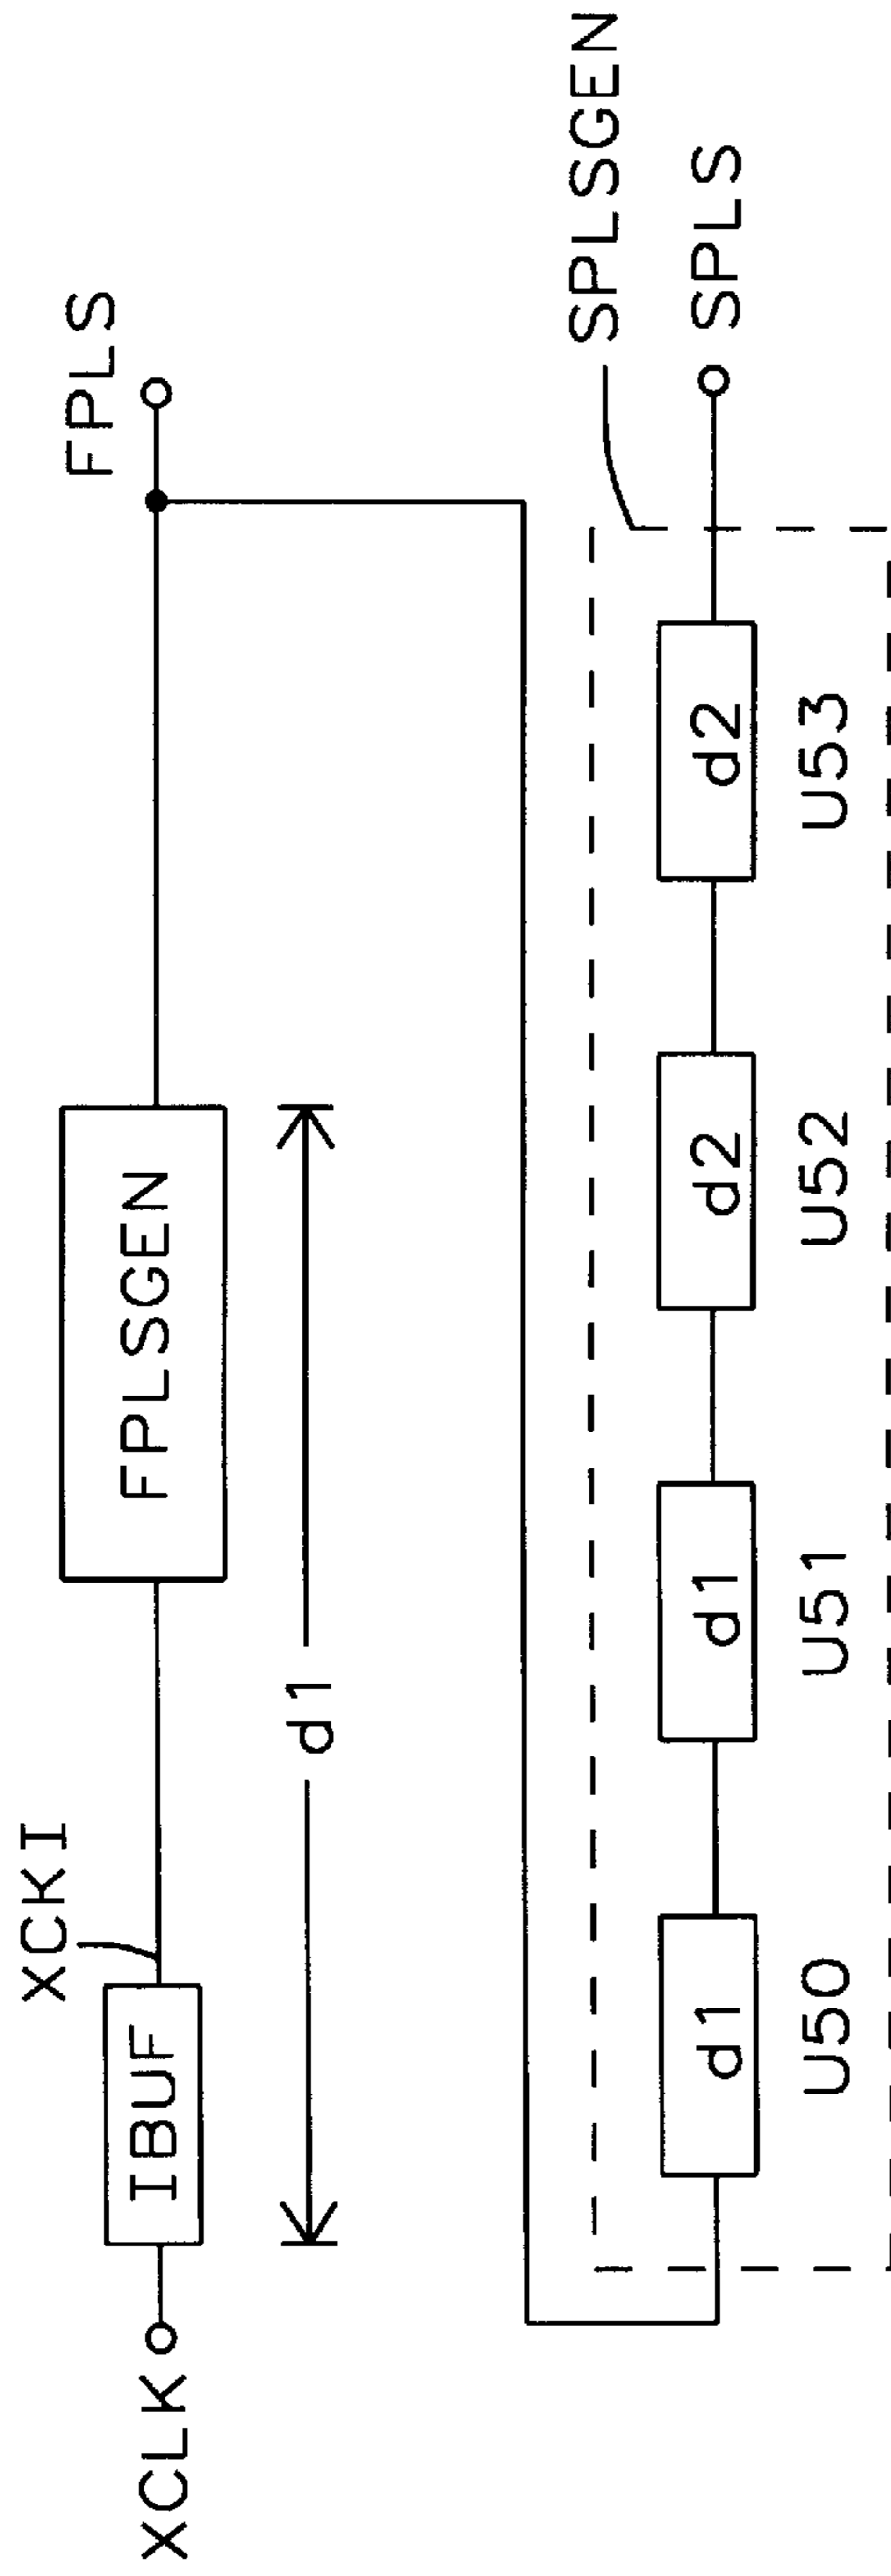 XCKI
FPLS
XCLK
IBUF
FPLSGEN
d1
SPLSGEN
d1
d1
d2
d2
SPLS
U50
U51
U52
U53